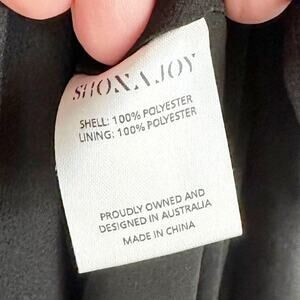 SHONA JOY
SHELL: 100% POLYESTER
LINING: 100% POLYESTER
PROUDLY OWNED AND
DESIGNED IN AUSTRALIA
MADE IN CHINA